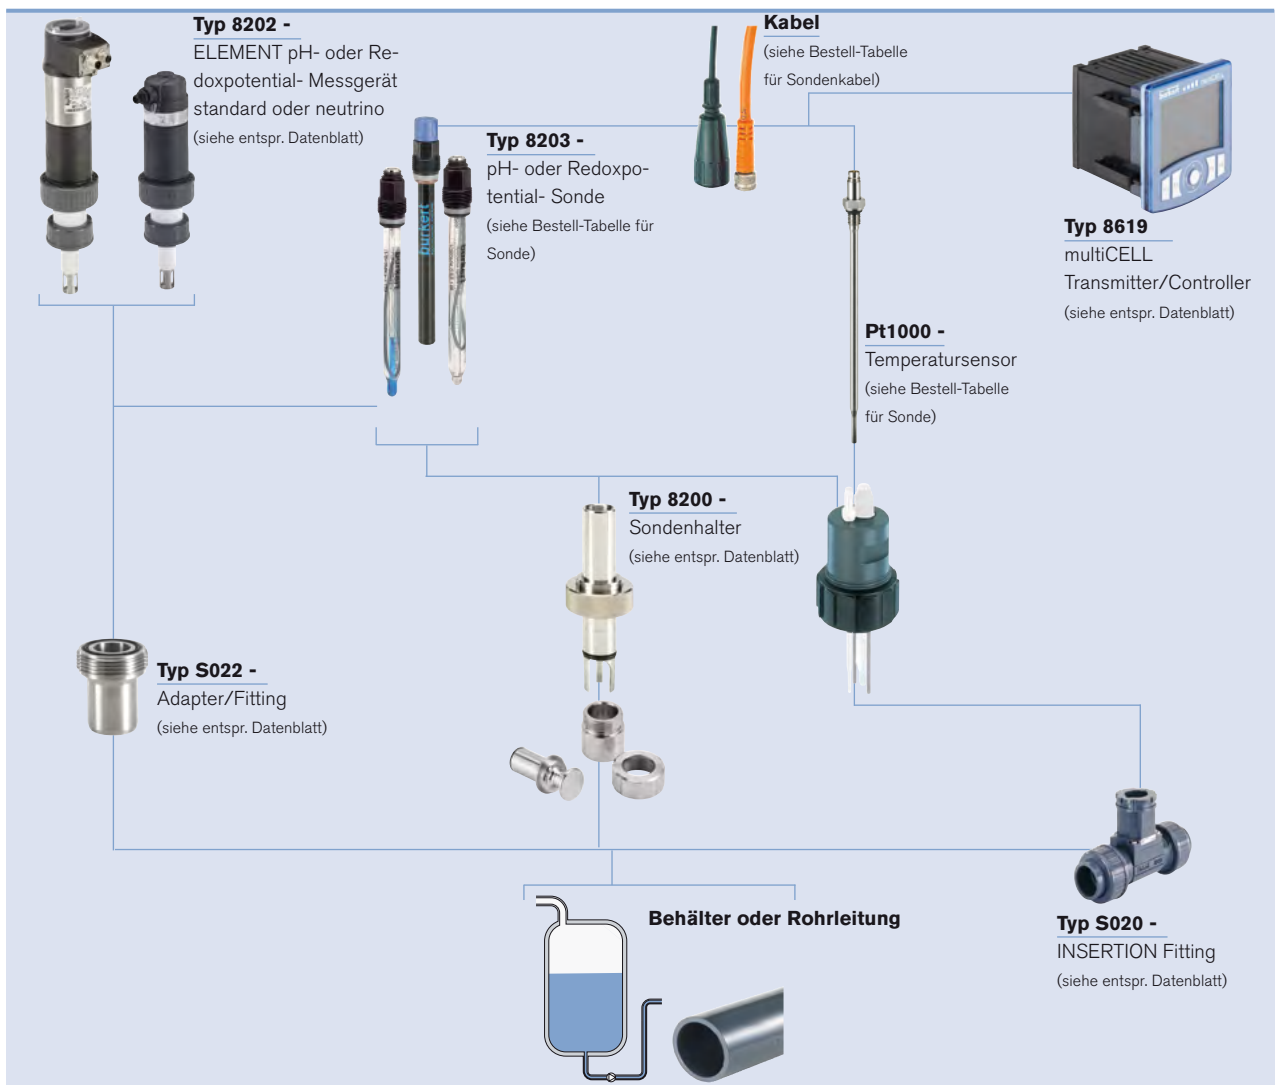 Typ 8202 -
ELEMENT pH- oder Re-
doxpotential- Messgerät
standard oder neutrino
(siehe entspr. Datenblatt)
Typ 8203 -
pH- oder Redoxpo-
tential- Sonde
(siehe Bestell-Tabelle für
Sonde)
burkert
Kabel
(siehe Bestell-Tabelle
für Sondenkabel)
burkert
Typ 8619
multiCELL
Transmitter/Controller
(siehe entspr. Datenblatt)
Pt1000 -
Temperatursensor
(siehe Bestell-Tabelle
für Sonde)
Typ 8200 -
Sondenhalter
(siehe entspr. Datenblatt)
Typ S022 -
Adapter/Fitting
(siehe entspr. Datenblatt)
Typ S020 -
INSERTION Fitting
(siehe entspr. Datenblatt)
Behälter oder Rohrleitung